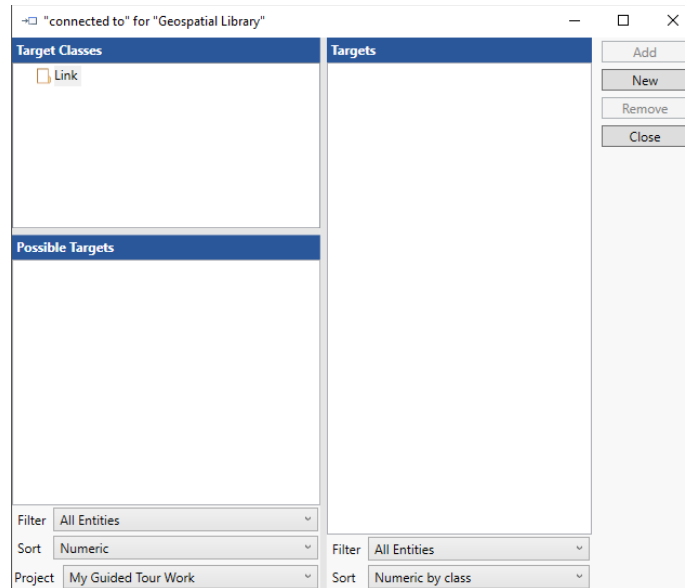 "connected to" for "Geospatial Library"
Target Classes
Link
Possible Targets
Filter All Entities
Sort Numeric
Project My Guided Tour Work
Targets
Filter All Entities
Sort Numeric by class
Add
New
Remove
Close